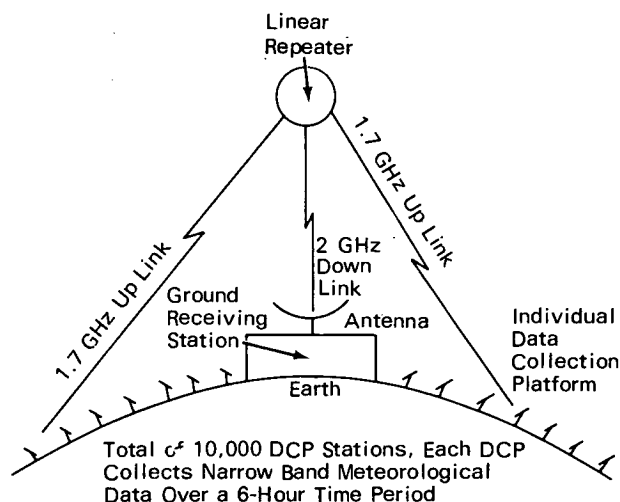 Linear
Repeater
1.7 GHz Up Link
1.7 GHz Up Link
2 GHz
Down
Link
Ground
Receiving
Station
Antenna
Individual
Data
Collection
Platform
Earth
Total of 10,000 DCP Stations, Each DCP
Collects Narrow Band Meteorological
Data Over a 6-Hour Time Period